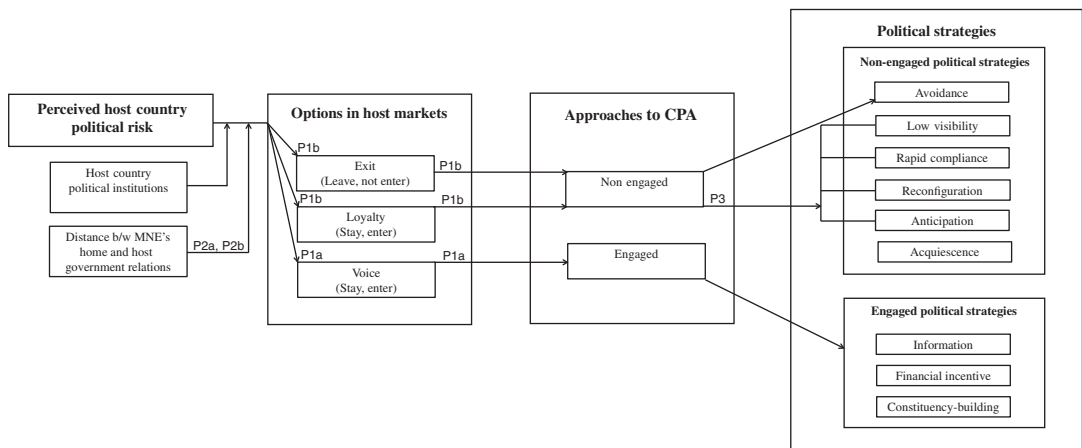 Perceived host country
political risk
Host country
political institutions
Distance b/w MNE's
home and host
government relations
P2a, P2b
Options in host markets
P1b
Exit
(Leave, not enter)
P1b
P1b
Loyalty
(Stay, enter)
P1b
P1a
Voice
(Stay, enter)
P1a
Approaches to CPA
Non engaged
P3
Engaged
Political strategies
Non-engaged political strategies
Avoidance
Low visibility
Rapid compliance
Reconfiguration
Anticipation
Acquiescence
Engaged political strategies
Information
Financial incentive
Constituency-building